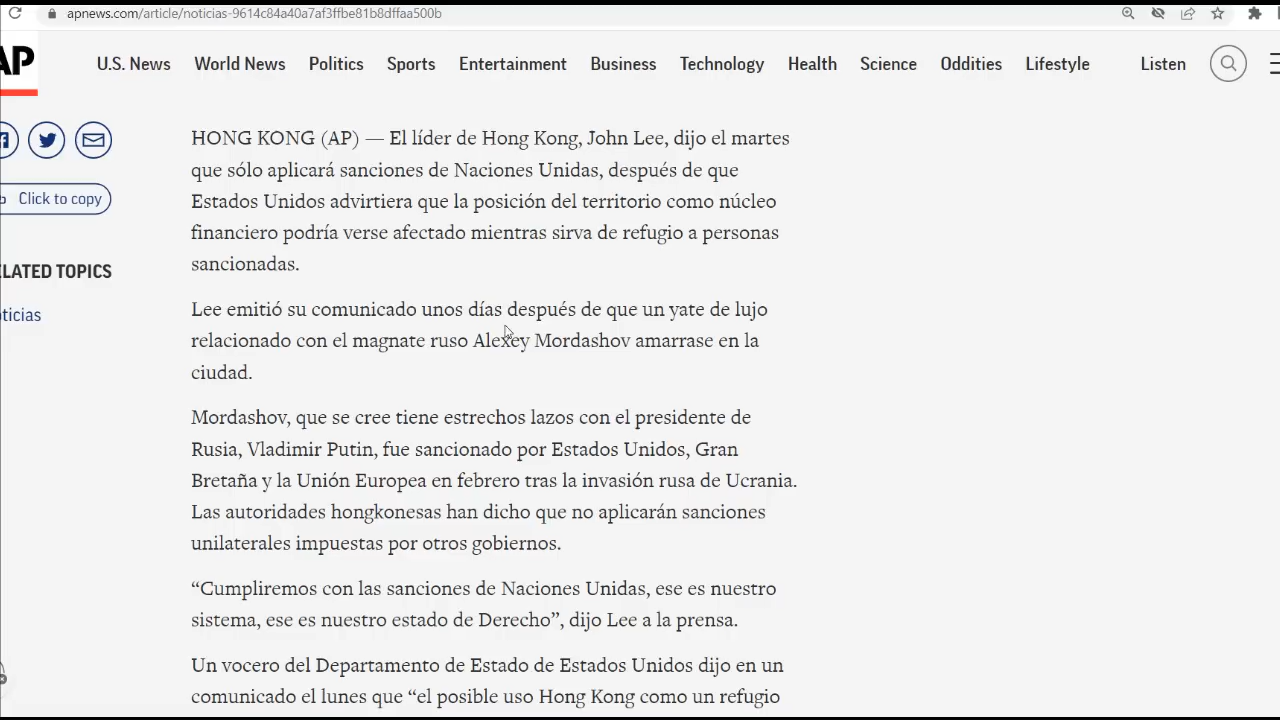 apnews.com/article/noticias-9614c84a40a7af3ffbe81b8dffaa500b
AP
U.S. News World News Politics Sports Entertainment Business Technology Health Science Oddities Lifestyle Listen
Click to copy
ELATED TOPICS
oticias
HONG KONG (AP) — El líder de Hong Kong, John Lee, dijo el martes
que sólo aplicará sanciones de Naciones Unidas, después de que
Estados Unidos advirtiera que la posición del territorio como núcleo
financiero podría verse afectado mientras sirva de refugio a personas
sancionadas.
Lee emitió su comunicado unos días después de que un yate de lujo
relacionado con el magnate ruso Alexey Mordashov amarrase en la
ciudad.
Mordashov, que se cree tiene estrechos lazos con el presidente de
Rusia, Vladimir Putin, fue sancionado por Estados Unidos, Gran
Bretaña y la Unión Europea en febrero tras la invasión rusa de Ucrania.
Las autoridades hongkonesas han dicho que no aplicarán sanciones
unilaterales impuestas por otros gobiernos.
“Cumpliremos con las sanciones de Naciones Unidas, ese es nuestro
sistema, ese es nuestro estado de Derecho”, dijo Lee a la prensa.
Un vocero del Departamento de Estado de Estados Unidos dijo en un
comunicado el lunes que “el posible uso Hong Kong como un refugio